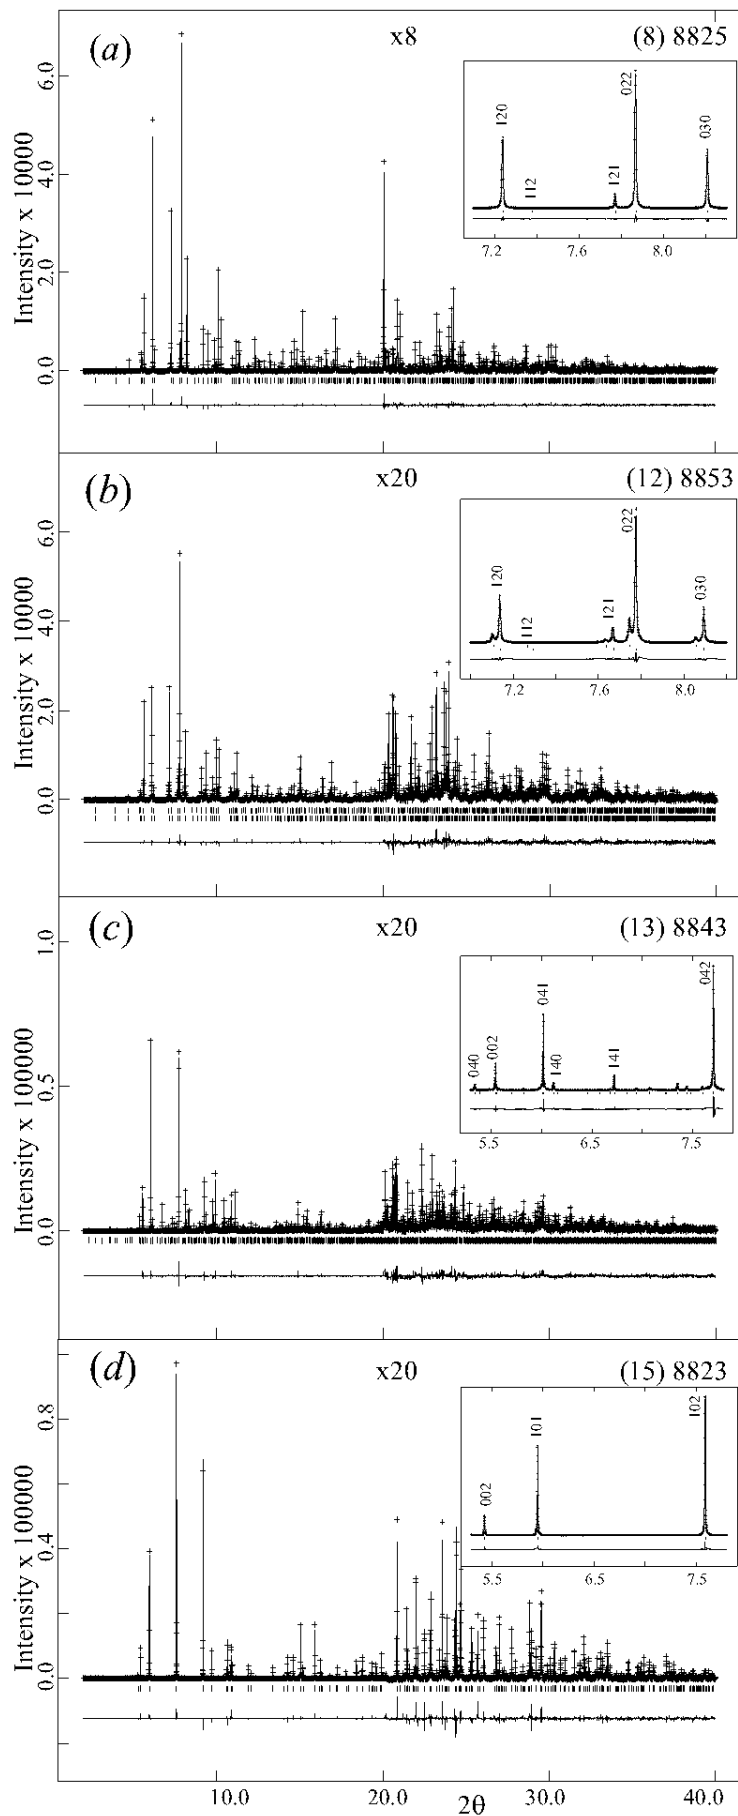 (a) x8 (8) 8825
Intensity x 10000
6.0
4.0
2.0
0.0
120
112
121
022
030
7.2 7.6 8.0
(b) x20 (12) 8853
Intensity x 10000
6.0
4.0
2.0
0.0
120
112
121
022
030
7.2 7.6 8.0
(c) x20 (13) 8843
Intensity x 100000
1.0
0.5
0.0
040
002
041
140
141
042
5.5 6.5 7.5
(d) x20 (15) 8823
Intensity x 100000
0.8
0.4
0.0
002
101
102
5.5 6.5 7.5
10.0 20.0 30.0 40.0
2θ